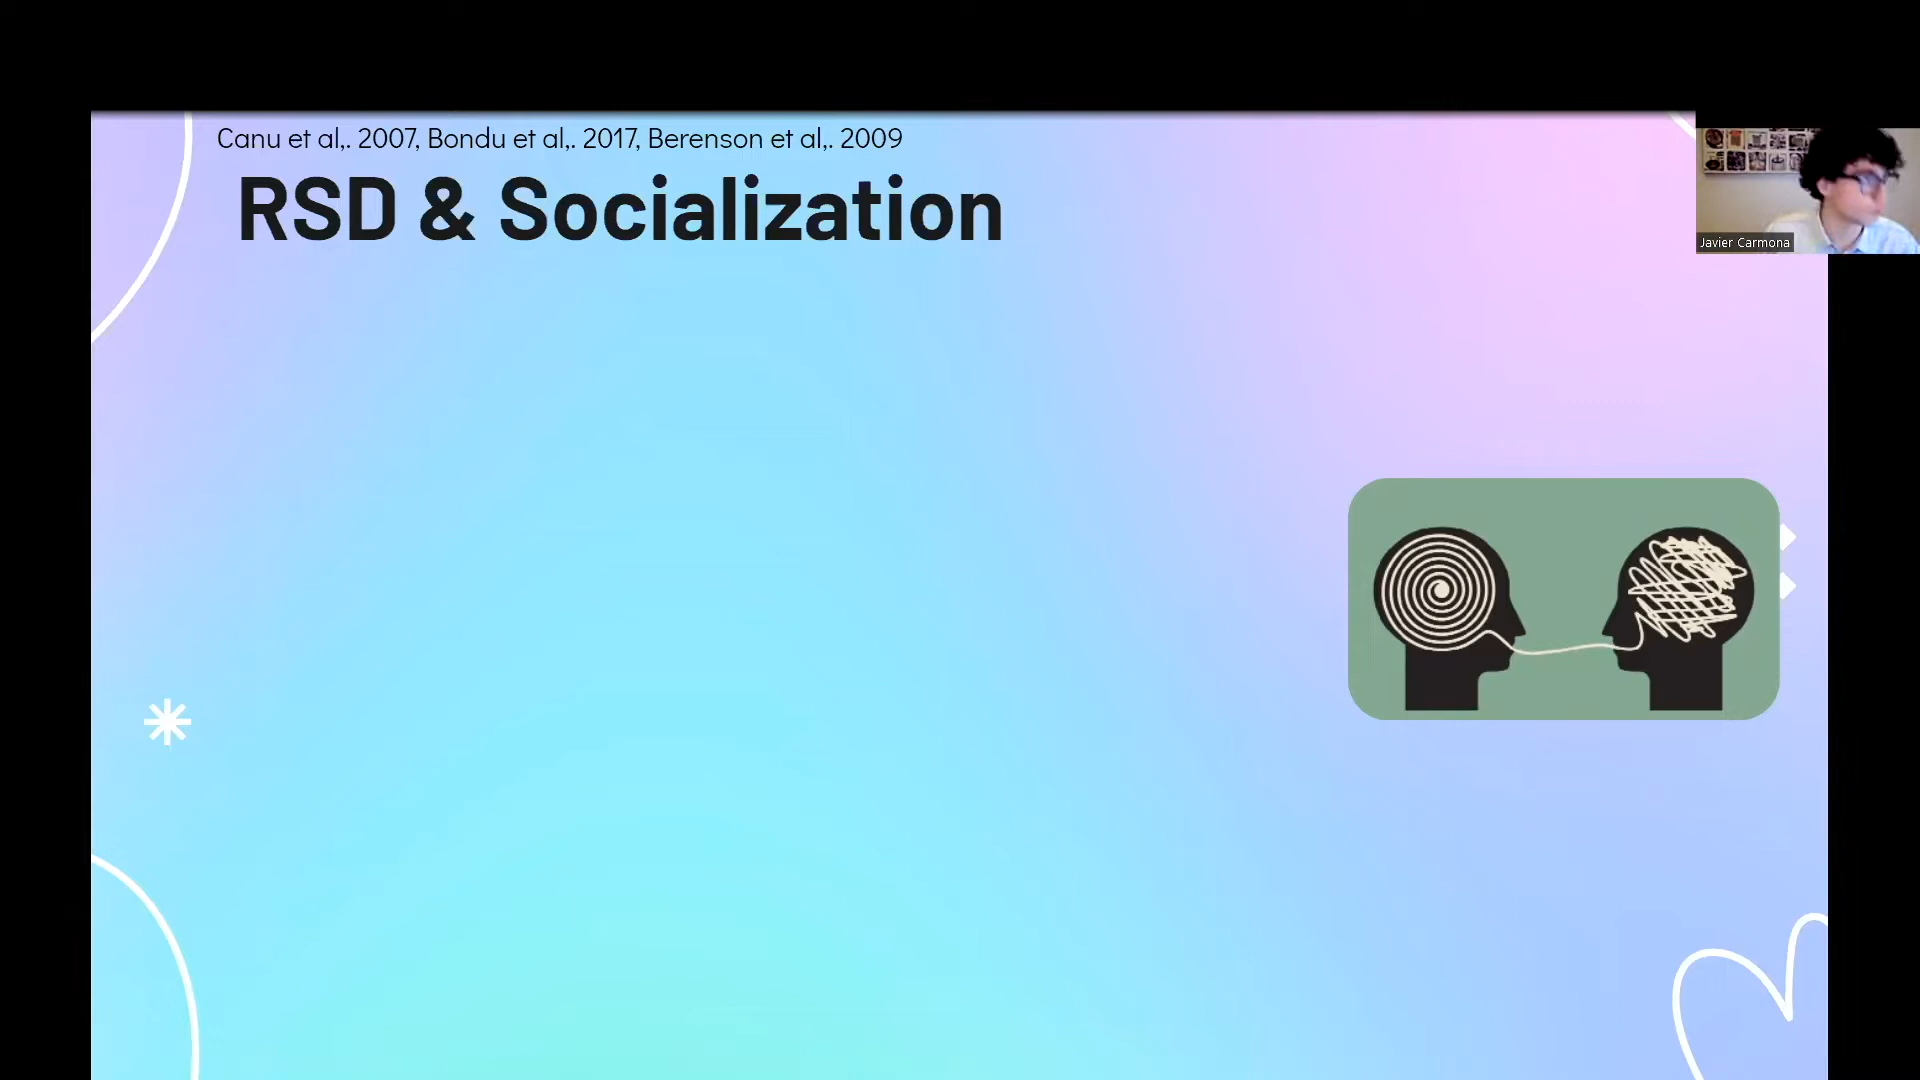 Canu et al,. 2007, Bondu et al,. 2017, Berenson et al,. 2009
RSD & Socialization
Javier Carmona